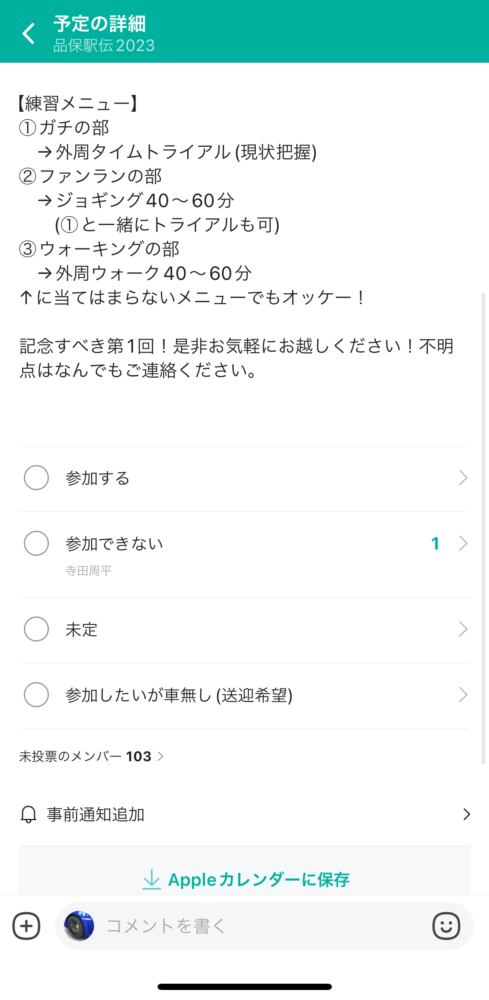 予定の詳細
品保駅伝2023
【練習メニュー】
①ガチの部
→外周タイムトライアル(現状把握)
②ファンランの部
→ジョギング40〜60分
(①と一緒にトライアルも可)
③ウォーキングの部
→外周ウォーク40〜60分
↑に当てはまらないメニューでもオッケー！
記念すべき第1回！是非お気軽にお越しください！不明
点はなんでもご連絡ください。
参加する
参加できない 1
寺田周平
未定
参加したいが車無し(送迎希望)
未投票のメンバー 103
事前通知追加
Appleカレンダーに保存
コメントを書く